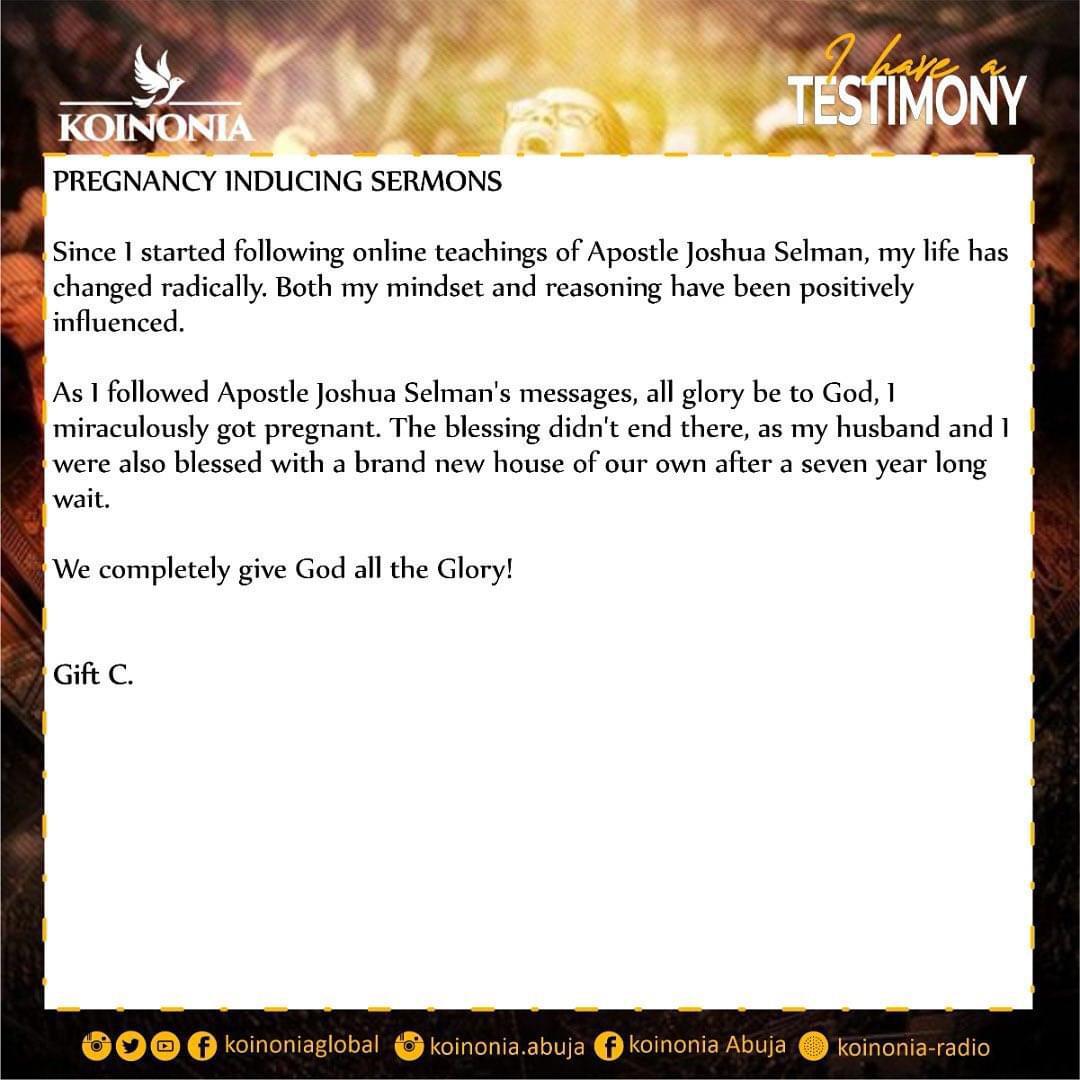 KOINONIA
I have a
TESTIMONY
PREGNANCY INDUCING SERMONS
Since I started following online teachings of Apostle Joshua Selman, my life has
changed radically. Both my mindset and reasoning have been positively
influenced.
As I followed Apostle Joshua Selman's messages, all glory be to God, I
miraculously got pregnant. The blessing didn't end there, as my husband and I
were also blessed with a brand new house of our own after a seven year long
wait.
We completely give God all the Glory!
Gift C.
koinoniaglobal koinonia.abuja koinonia Abuja koinonia-radio